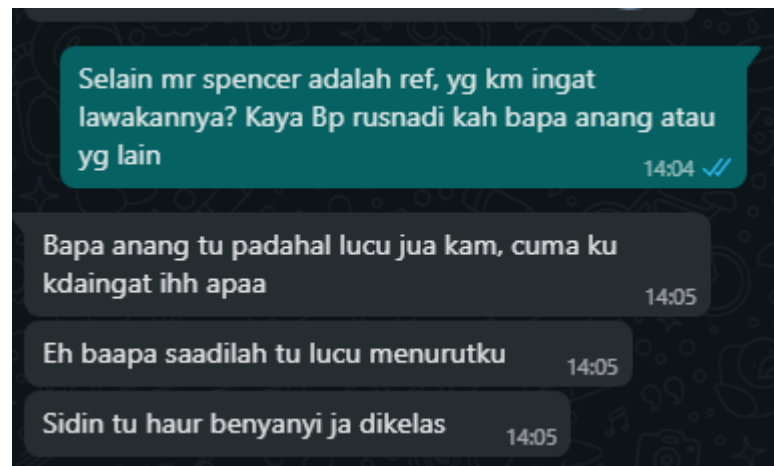 Selain mr spencer adalah ref, yg km ingat
lawakannya? Kaya Bp rusnadi kah bapa anang atau
yg lain
14:04
Bapa anang tu padahal lucu jua kam, cuma ku
kdaingat ihh apaa
14:05
Eh baapa saadilah tu lucu menurutku
14:05
Sidin tu haur benyanyi ja dikelas
14:05